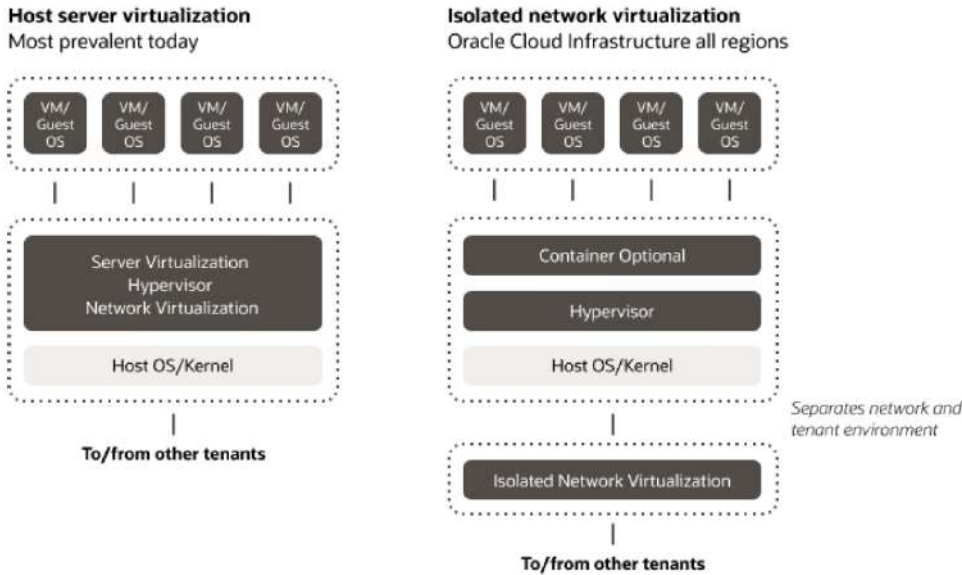 Host server virtualization
Most prevalent today
VM/
Guest
OS
VM/
Guest
OS
VM/
Guest
OS
VM/
Guest
OS
Server Virtualization
Hypervisor
Network Virtualization
Host OS/Kernel
To/from other tenants
Isolated network virtualization
Oracle Cloud Infrastructure all regions
VM/
Guest
OS
VM/
Guest
OS
VM/
Guest
OS
VM/
Guest
OS
Container Optional
Hypervisor
Host OS/Kernel
Separates network and
tenant environment
Isolated Network Virtualization
To/from other tenants